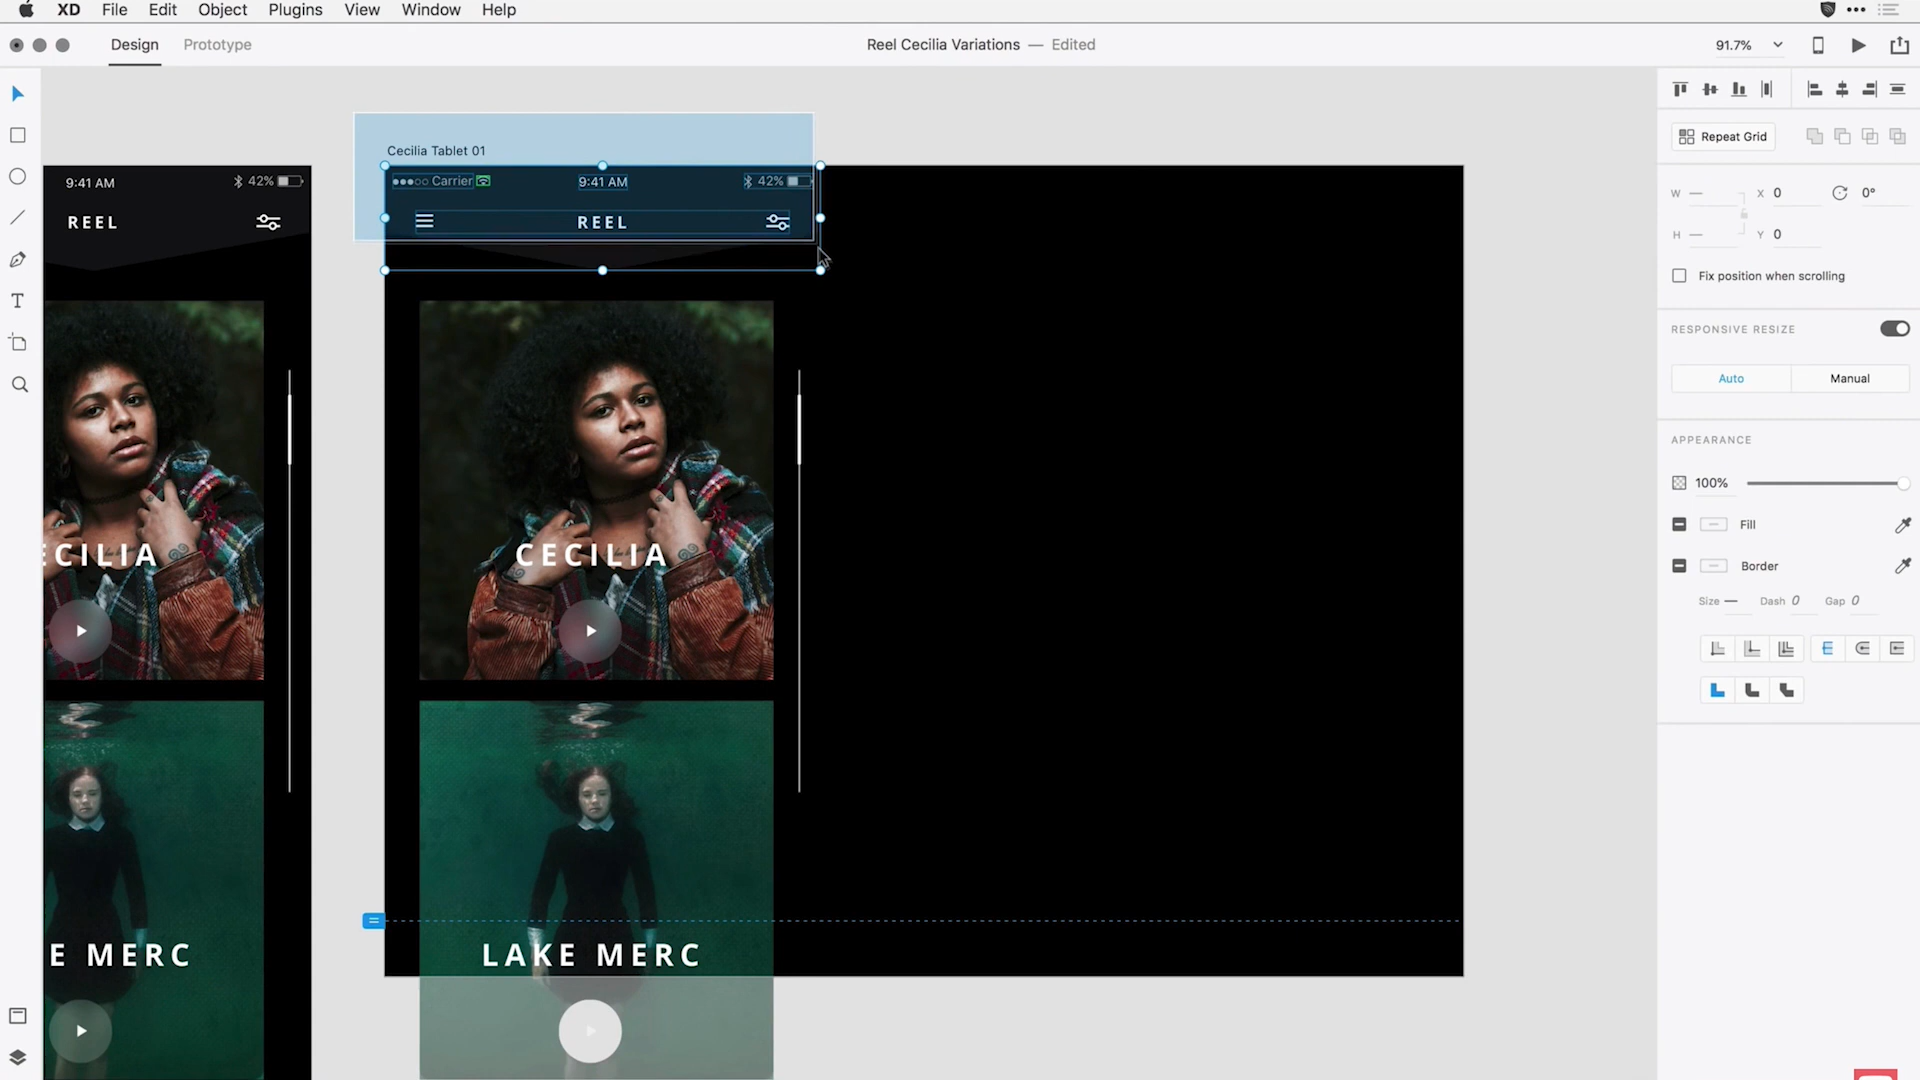 XD File Edit Object Plugins View Window Help
Design Prototype
Reel Cecilia Variations — Edited
91.7%
Cecilia Tablet 01
9:41 AM 42%
REEL
ECILIA
E MERC
Carrier 9:41 AM 42%
REEL
CECILIA
LAKE MERC
Repeat Grid
W — X 0 0°
H — Y 0
Fix position when scrolling
RESPONSIVE RESIZE
Auto Manual
APPEARANCE
100%
Fill
Border
Size — Dash 0 Gap 0